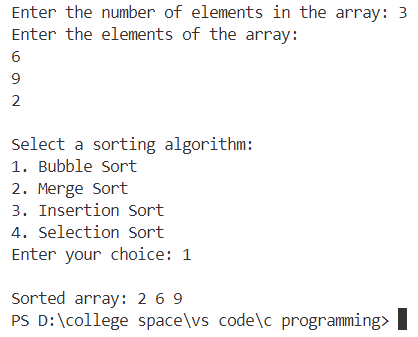 Enter the number of elements in the array: 3
Enter the elements of the array:
6
9
2
Select a sorting algorithm:
1. Bubble Sort
2. Merge Sort
3. Insertion Sort
4. Selection Sort
Enter your choice: 1
Sorted array: 2 6 9
PS D:\college space\vs code\c programming>